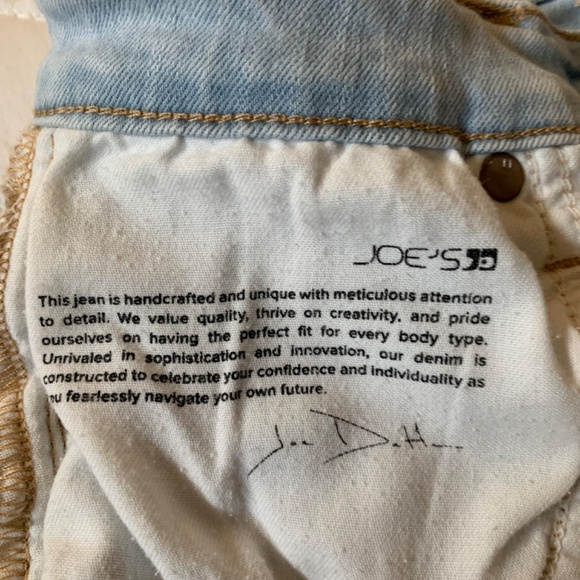 JOE'S
This jean is handcrafted and unique with meticulous attention
to detail. We value quality, thrive on creativity, and pride
ourselves on having the perfect fit for every body type.
Unrivaled in sophistication and innovation, our denim is
constructed to celebrate your confidence and individuality as
you fearlessly navigate your own future.
Joe